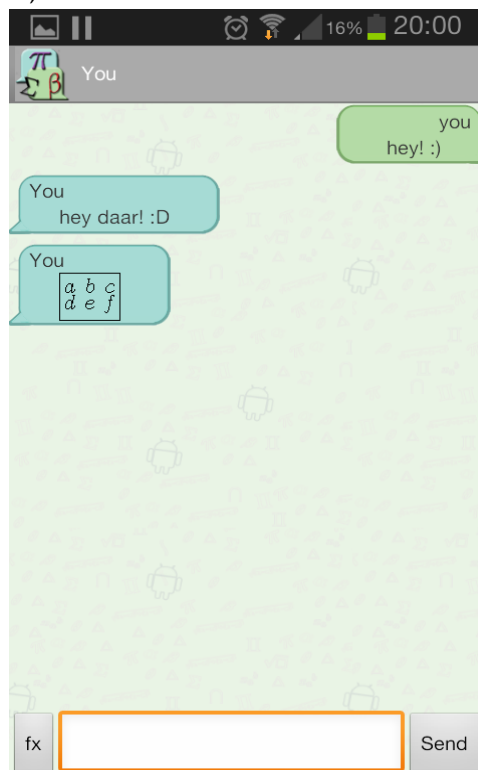 16% 20:00
π
Σ β
You
you
hey! :)
You
hey daar! :D
You
a b c
d e f
fx
Send